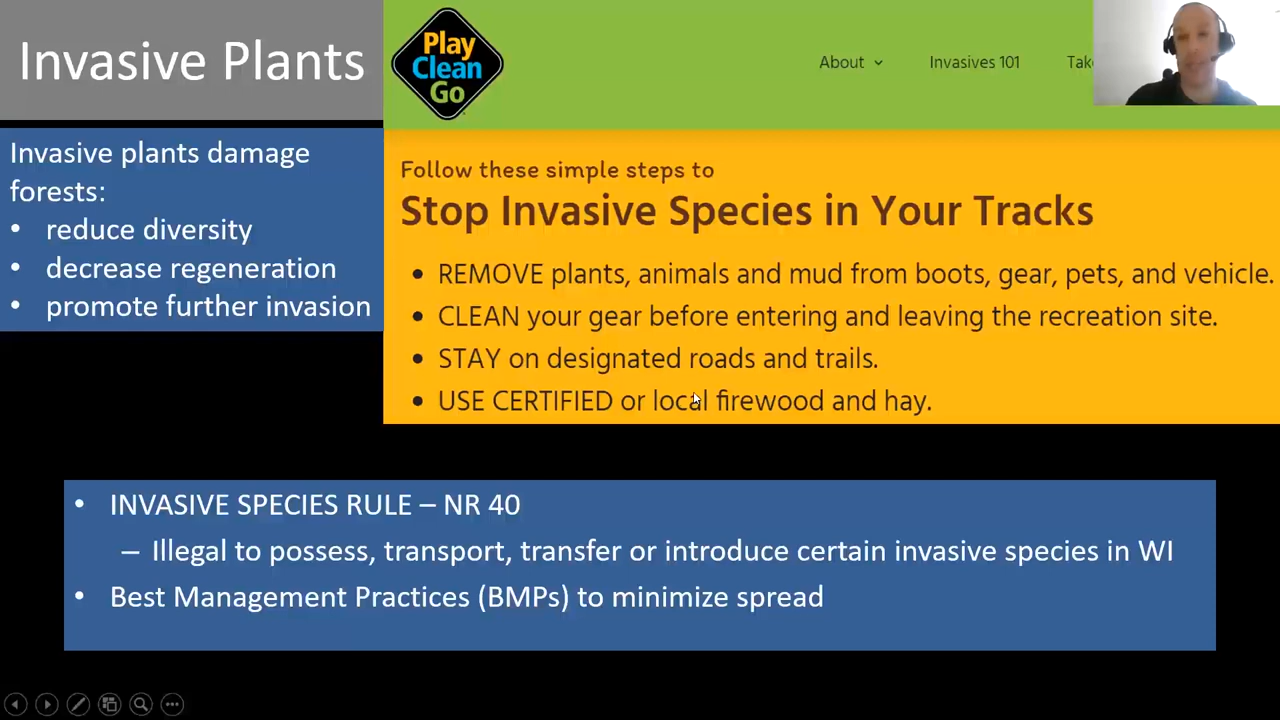 Invasive Plants
Play
Clean
Go
About
Invasives 101
Tak
Invasive plants damage
forests:
• reduce diversity
• decrease regeneration
• promote further invasion
Follow these simple steps to
Stop Invasive Species in Your Tracks
• REMOVE plants, animals and mud from boots, gear, pets, and vehicle.
• CLEAN your gear before entering and leaving the recreation site.
• STAY on designated roads and trails.
• USE CERTIFIED or local firewood and hay.
• INVASIVE SPECIES RULE – NR 40
– Illegal to possess, transport, transfer or introduce certain invasive species in WI
• Best Management Practices (BMPs) to minimize spread